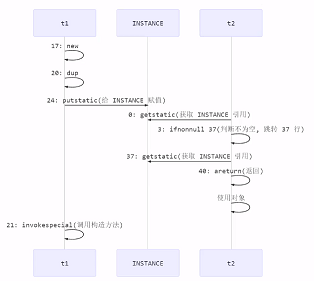 t1 INSTANCE t2
17: new
20: dup
24: putstatic(给 INSTANCE 赋值)
0: getstatic(获取 INSTANCE 引用)
3: ifnonnull 37(判断不为空, 跳转 37 行)
37: getstatic(获取 INSTANCE 引用)
40: areturn(返回)
使用对象
21: invokespecial(调用构造方法)
t1 INSTANCE t2